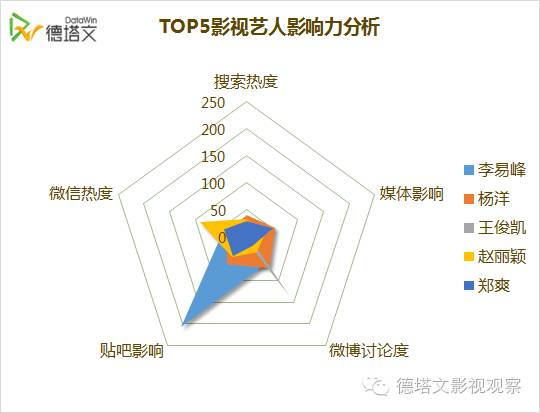 DataWin
德塔文
TOP5影视艺人影响力分析
搜索热度
250
200
150
100
50
0
微信热度
媒体影响
贴吧影响
微博讨论度
李易峰
杨洋
王俊凯
赵丽颖
郑爽
德塔文影视观察